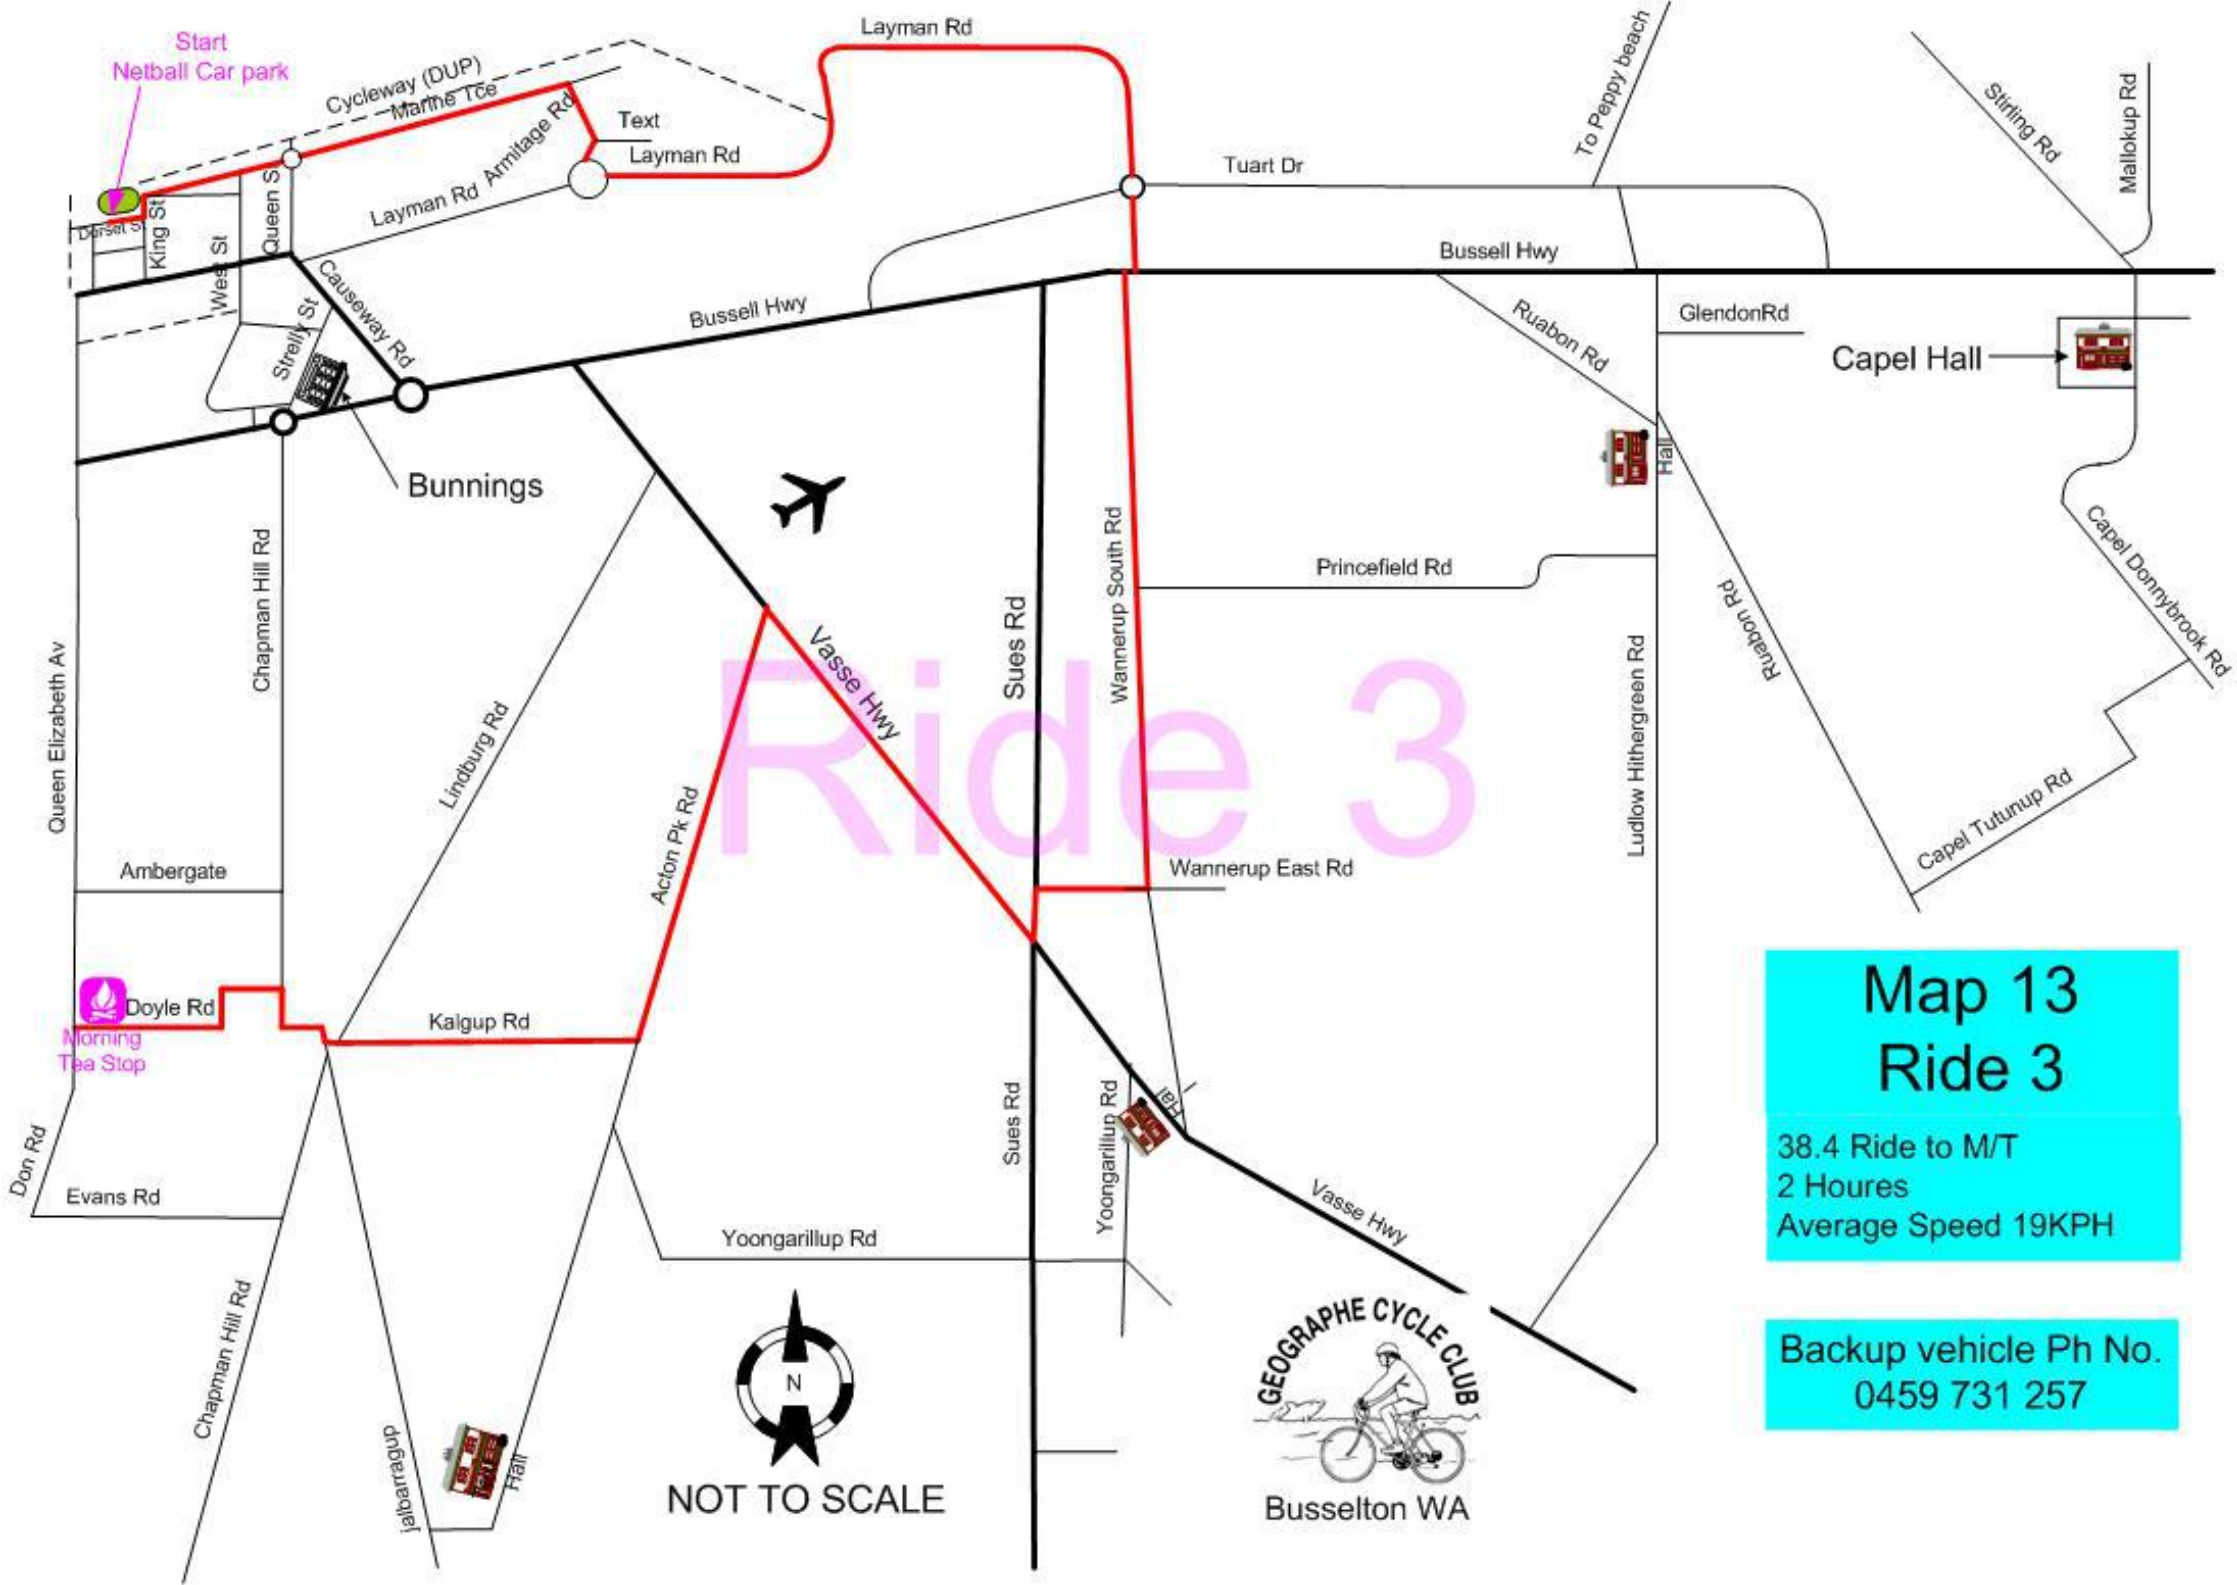 Start
Netball Car park
Cycleway (DUP)
Marine Tce
Armitage Rd
Text
Layman Rd
Layman Rd
Layman Rd
Dorset S
King St
West St
Queen S
Strelly St
Causeway Rd
Bussell Hwy
Tuart Dr
To Peppy beach
Stirling Rd
Mallokup Rd
Bussell Hwy
Ruabon Rd
GlendonRd
Capel Hall
Hall
Bunnings
Chapman Hill Rd
Queen Elizabeth Av
Lindburg Rd
Vasse Hwy
Sues Rd
Wannerup South Rd
Princefield Rd
Ludlow Hithergreen Rd
Ruabon Rd
Capel Donnybrook Rd
Capel Tutunup Rd
Ride 3
Acton Pk Rd
Wannerup East Rd
Ambergate
Doyle Rd
Morning
Tea Stop
Kalgup Rd
Don Rd
Evans Rd
Sues Rd
Yoongarillup Rd
Hal
Yoongarillup Rd
Vasse Hwy
Chapman Hill Rd
jalbarragup
Hall
N
NOT TO SCALE
GEOGRAPHE CYCLE CLUB
Busselton WA
Map 13
Ride 3
38.4 Ride to M/T
2 Houres
Average Speed 19KPH
Backup vehicle Ph No.
0459 731 257